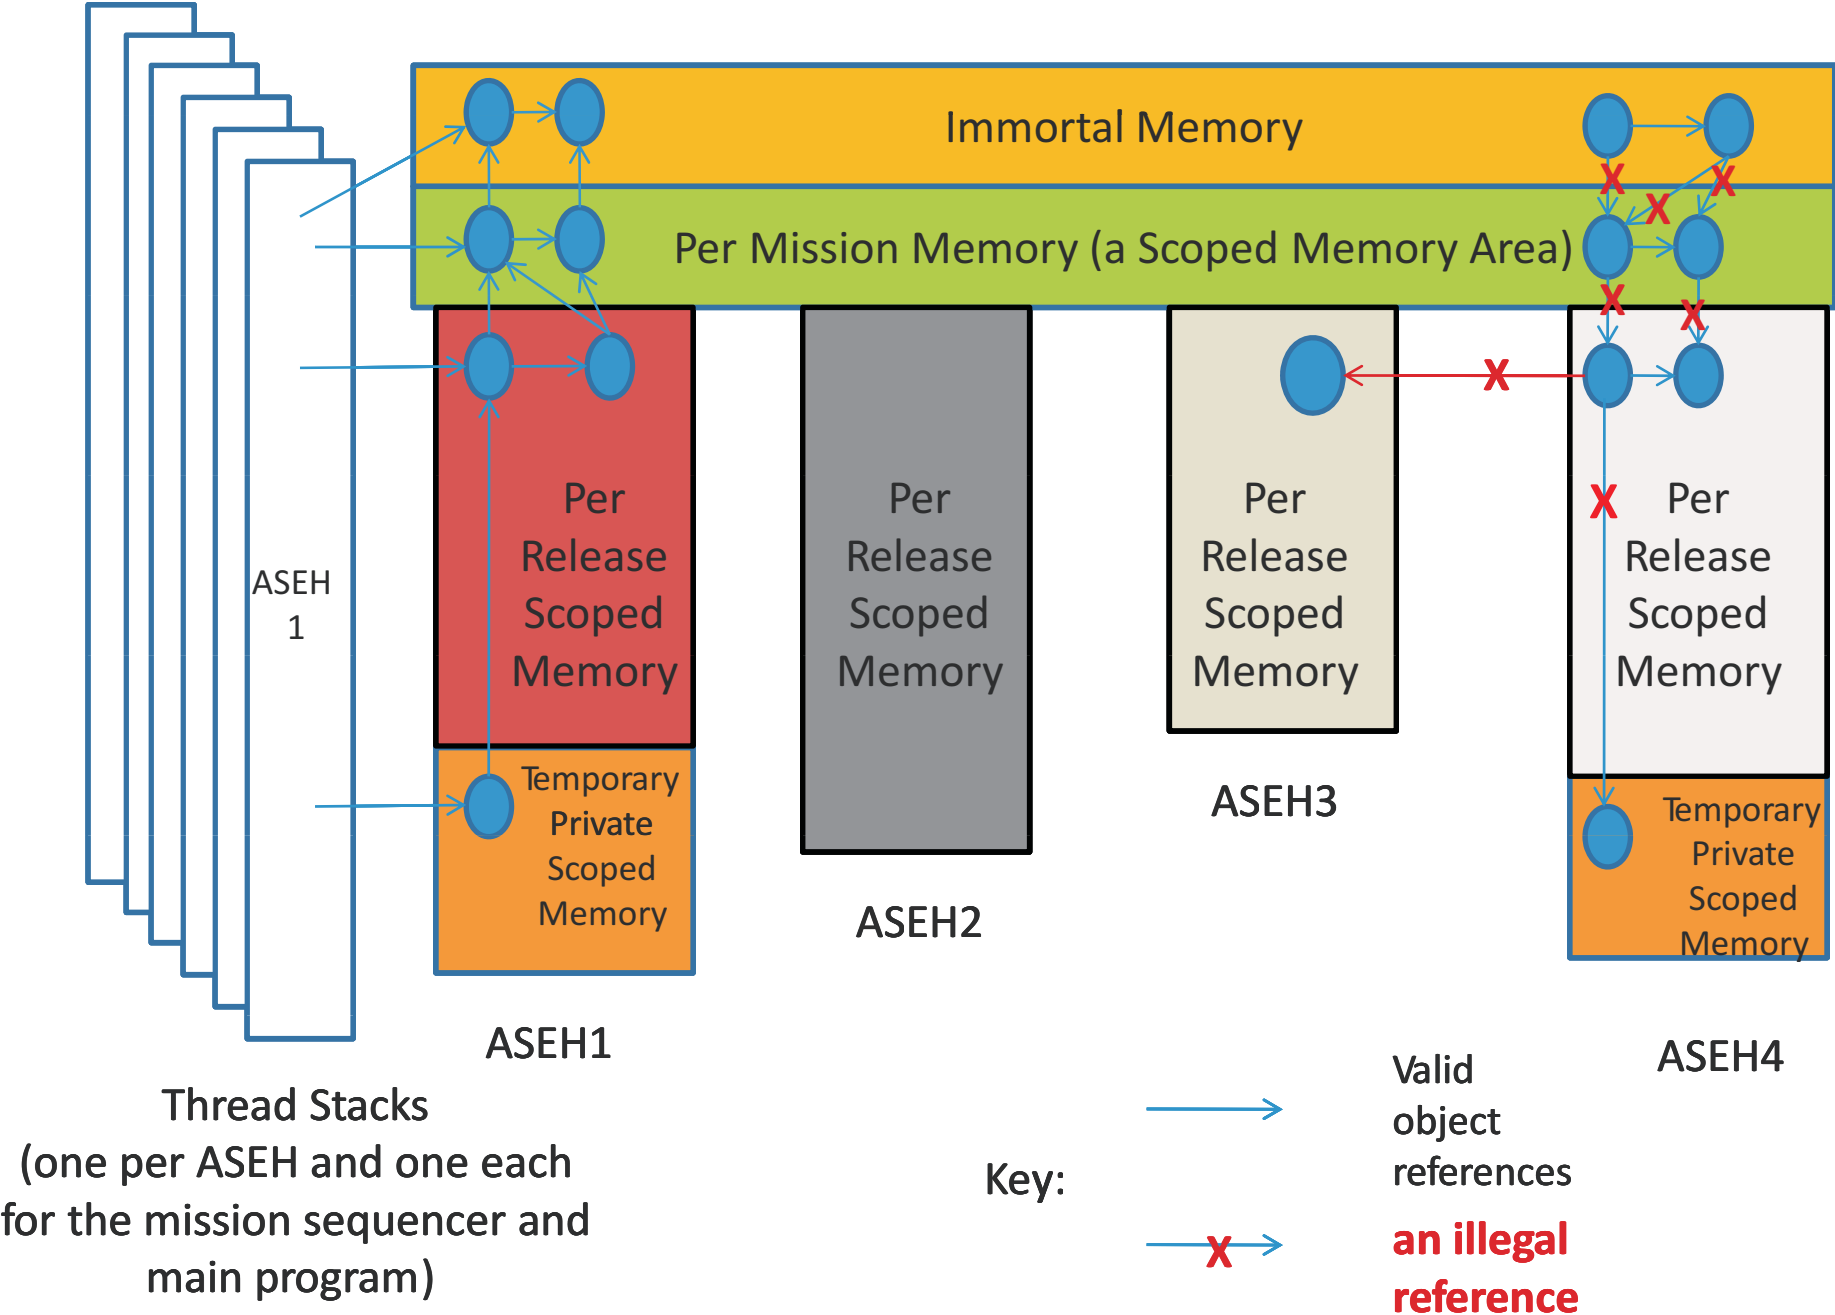 Immortal Memory
Per Mission Memory (a Scoped Memory Area)
X
X
X
X
X
X
X
ASEH
1
Per
Release
Scoped
Memory
Temporary
Private
Scoped
Memory
ASEH1
Per
Release
Scoped
Memory
ASEH2
Per
Release
Scoped
Memory
ASEH3
Per
Release
Scoped
Memory
Temporary
Private
Scoped
Memory
ASEH4
Thread Stacks
(one per ASEH and one each
for the mission sequencer and
main program)
Key:
Valid
object
references
X
an illegal
reference